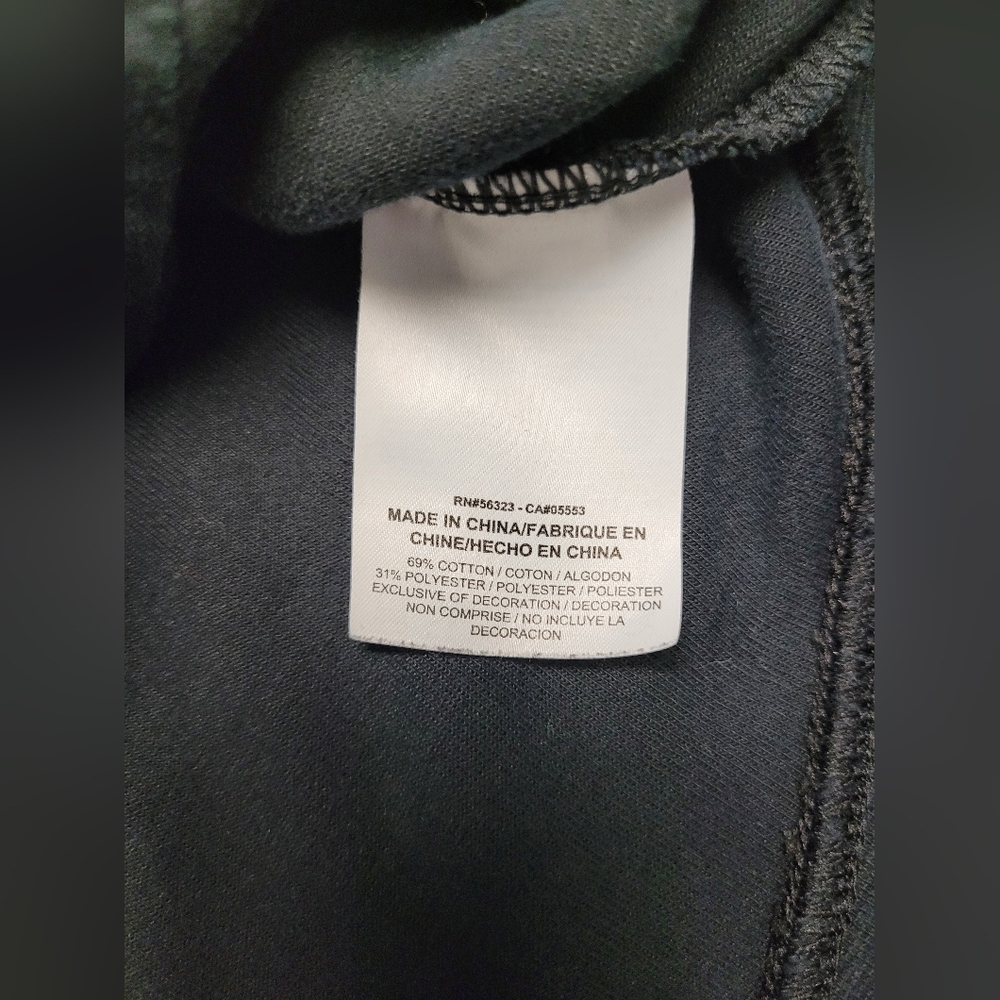 RN#56323 - CA#05553
MADE IN CHINA/FABRIQUE EN
CHINE/HECHO EN CHINA
69% COTTON / COTON / ALGODON
31% POLYESTER / POLYESTER / POLIESTER
EXCLUSIVE OF DECORATION / DECORATION
NON COMPRISE / NO INCLUYE LA
DECORACION